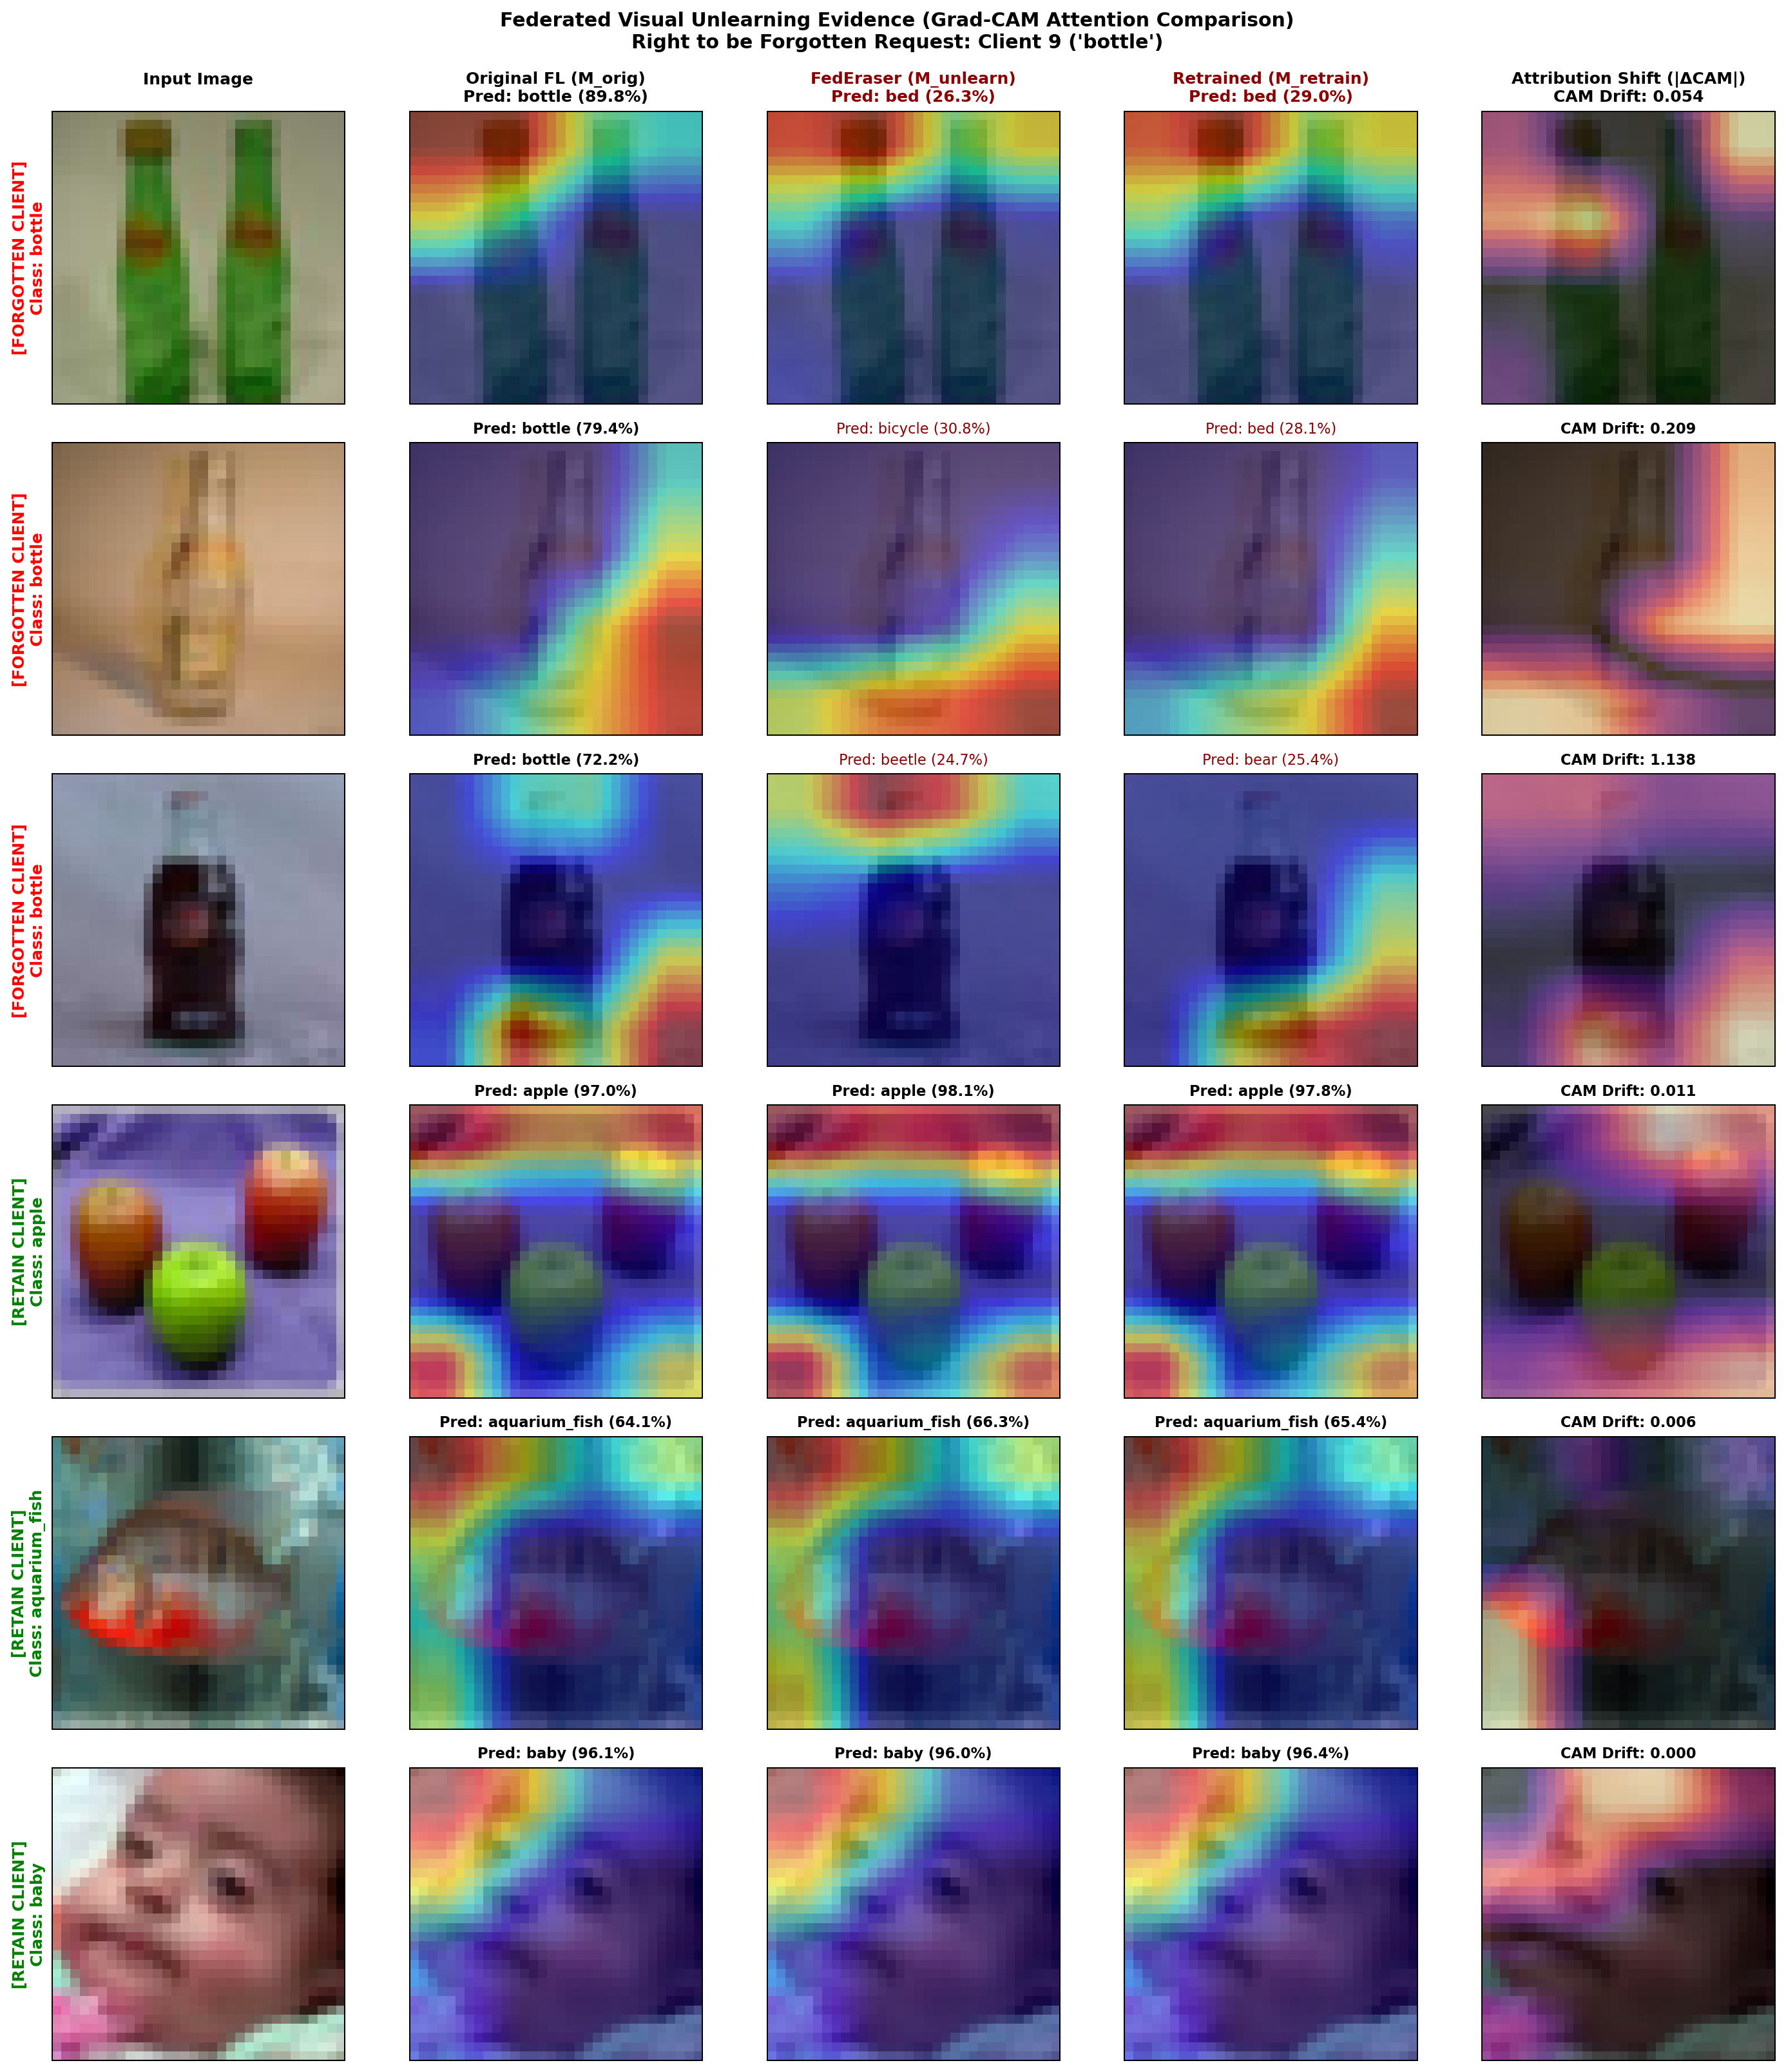 Federated Visual Unlearning Evidence (Grad-CAM Attention Comparison)
Right to be Forgotten Request: Client 9 ('bottle')
Input Image
Original FL (M_orig)
Pred: bottle (89.8%)
FedEraser (M_unlearn)
Pred: bed (26.3%)
Retrained (M_retrain)
Pred: bed (29.0%)
Attribution Shift (|ΔCAM|)
CAM Drift: 0.054
[FORGOTTEN CLIENT]
Class: bottle
Pred: bottle (79.4%)
Pred: bicycle (30.8%)
Pred: bed (28.1%)
CAM Drift: 0.209
[FORGOTTEN CLIENT]
Class: bottle
Pred: bottle (72.2%)
Pred: beetle (24.7%)
Pred: bear (25.4%)
CAM Drift: 1.138
[FORGOTTEN CLIENT]
Class: bottle
Pred: apple (97.0%)
Pred: apple (98.1%)
Pred: apple (97.8%)
CAM Drift: 0.011
[RETAIN CLIENT]
Class: apple
Pred: aquarium_fish (64.1%)
Pred: aquarium_fish (66.3%)
Pred: aquarium_fish (65.4%)
CAM Drift: 0.006
[RETAIN CLIENT]
Class: aquarium_fish
Pred: baby (96.1%)
Pred: baby (96.0%)
Pred: baby (96.4%)
CAM Drift: 0.000
[RETAIN CLIENT]
Class: baby